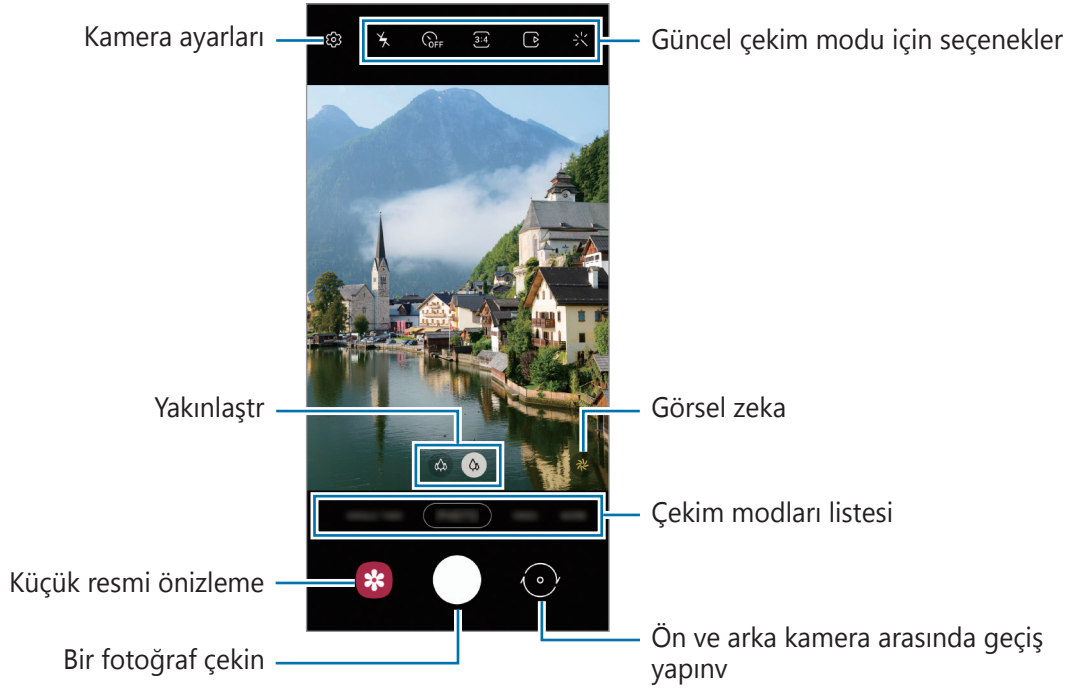 Kamera ayarları
OFF
3:4
Güncel çekim modu için seçenekler
Yakınlaştr
Görsel zeka
Çekim modları listesi
Küçük resmi önizleme
Bir fotoğraf çekin
Ön ve arka kamera arasında geçiş
yapınv